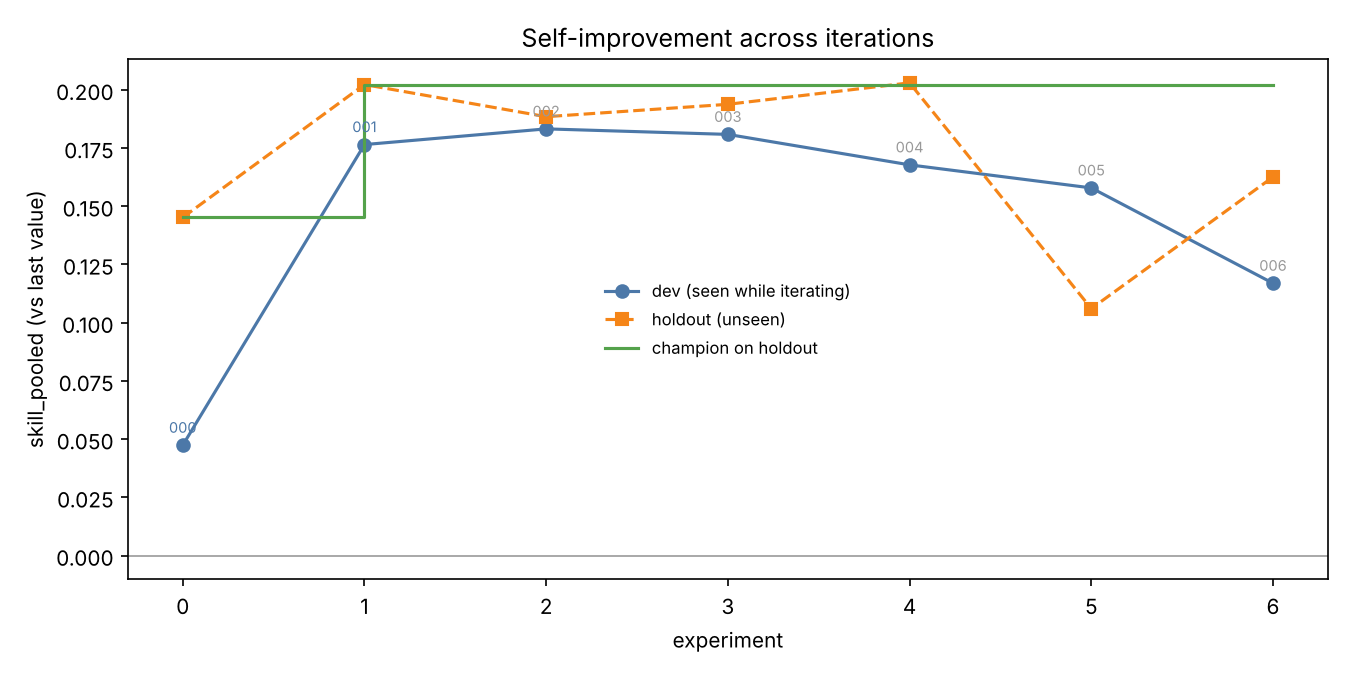 Self-improvement across iterations
skill_pooled (vs last value)
0.200
0.175
0.150
0.125
0.100
0.075
0.050
0.025
0.000
000
001
002
003
004
005
006
dev (seen while iterating)
holdout (unseen)
champion on holdout
0 1 2 3 4 5 6
experiment